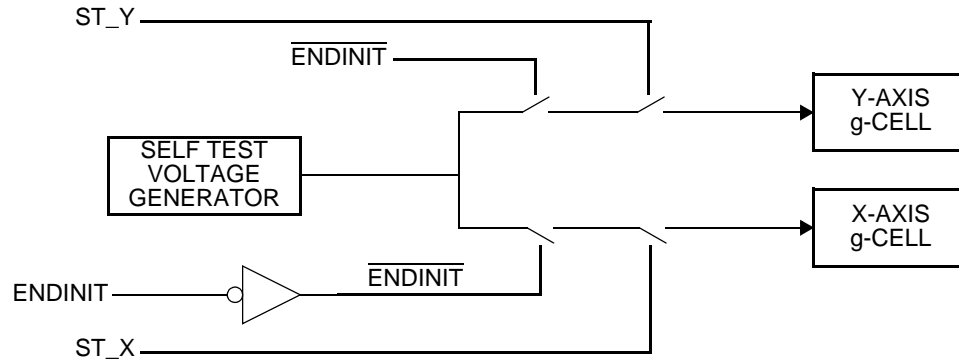 ST_Y
ENDINIT
Y-AXIS
g-CELL
SELF TEST
VOLTAGE
GENERATOR
X-AXIS
g-CELL
ENDINIT
ENDINIT
ST_X